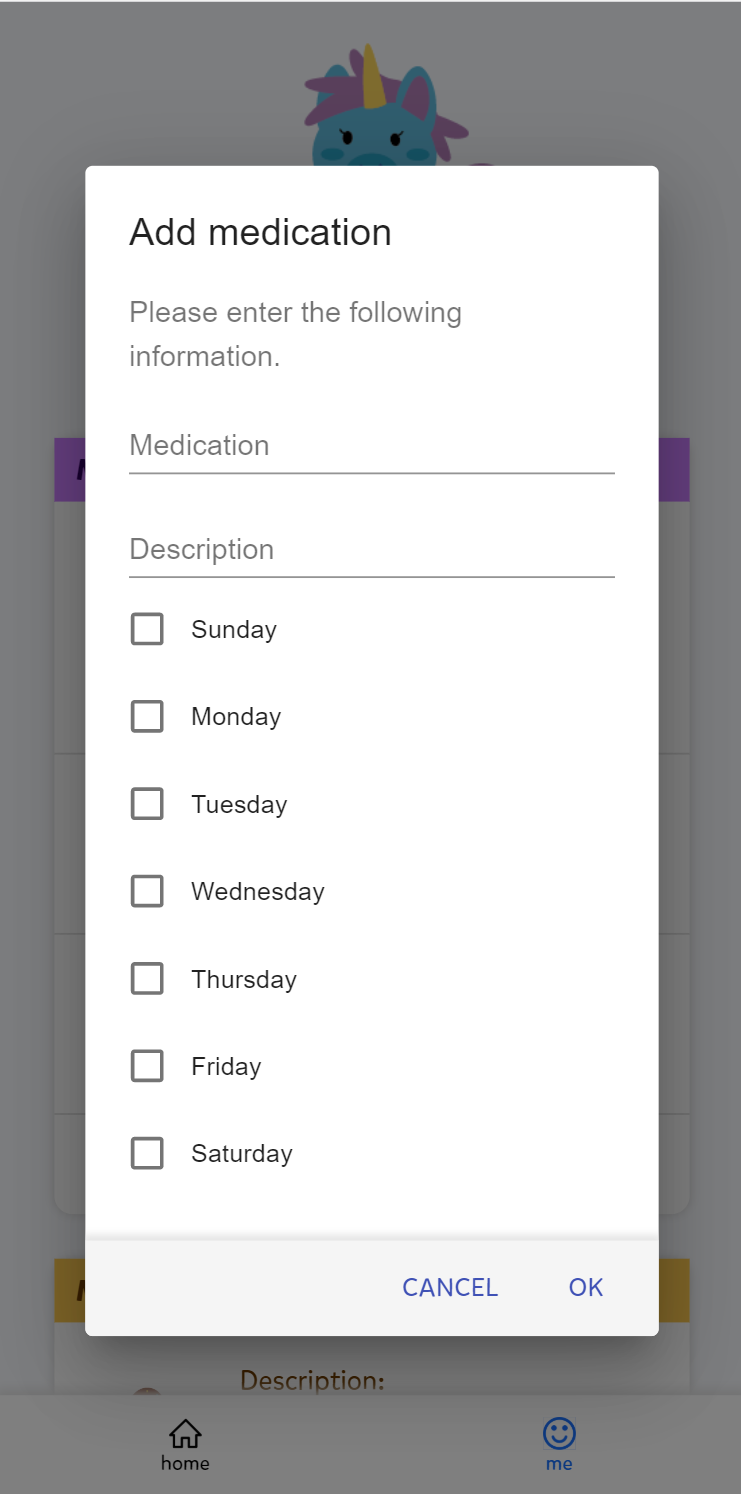 Add medication
Please enter the following
information.
Medication
Description
Sunday
Monday
Tuesday
Wednesday
Thursday
Friday
Saturday
CANCEL
OK
Description:
home
me